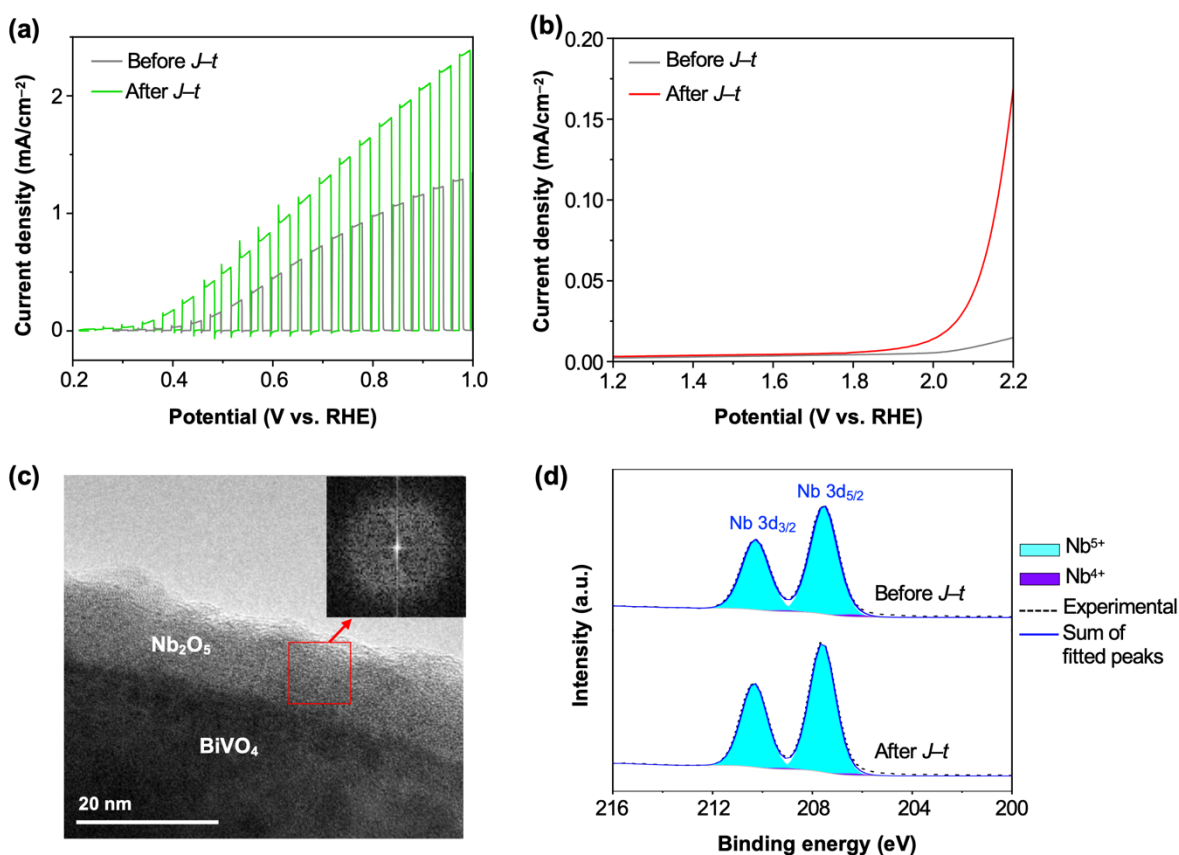 (a)
Before J–t
After J–t
Current density (mA/cm⁻²)
2
1
0
0.2 0.4 0.6 0.8 1.0
Potential (V vs. RHE)
(b)
Before J–t
After J–t
Current density (mA/cm⁻²)
0.20
0.15
0.10
0.05
0.00
1.2 1.4 1.6 1.8 2.0 2.2
Potential (V vs. RHE)
(c)
Nb₂O₅
BiVO₄
20 nm
(d)
Nb 3d₅/₂
Nb 3d₃/₂
Before J–t
After J–t
Intensity (a.u.)
216 212 208 204 200
Binding energy (eV)
Nb⁵⁺
Nb⁴⁺
Experimental
Sum of
fitted peaks